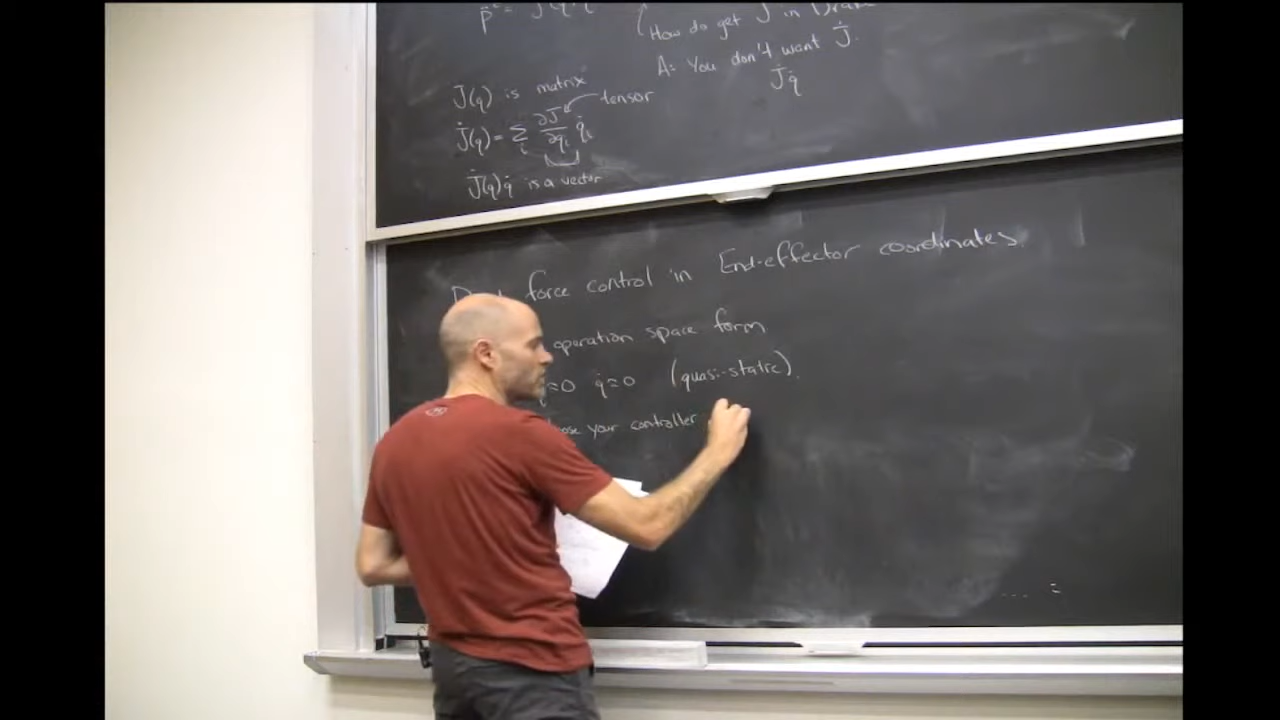 How do get J̇ in
A: You don't want J̇.
J̇q̇
J(q) is matrix
J̇(q) = Σᵢ ∂J/∂qᵢ q̇ᵢ
tensor
J̇(q)q̇ is a vector
force control in End-effector coordinates
operation space form
≈0 q̇≈0 (quasi-static).
your controller
... =